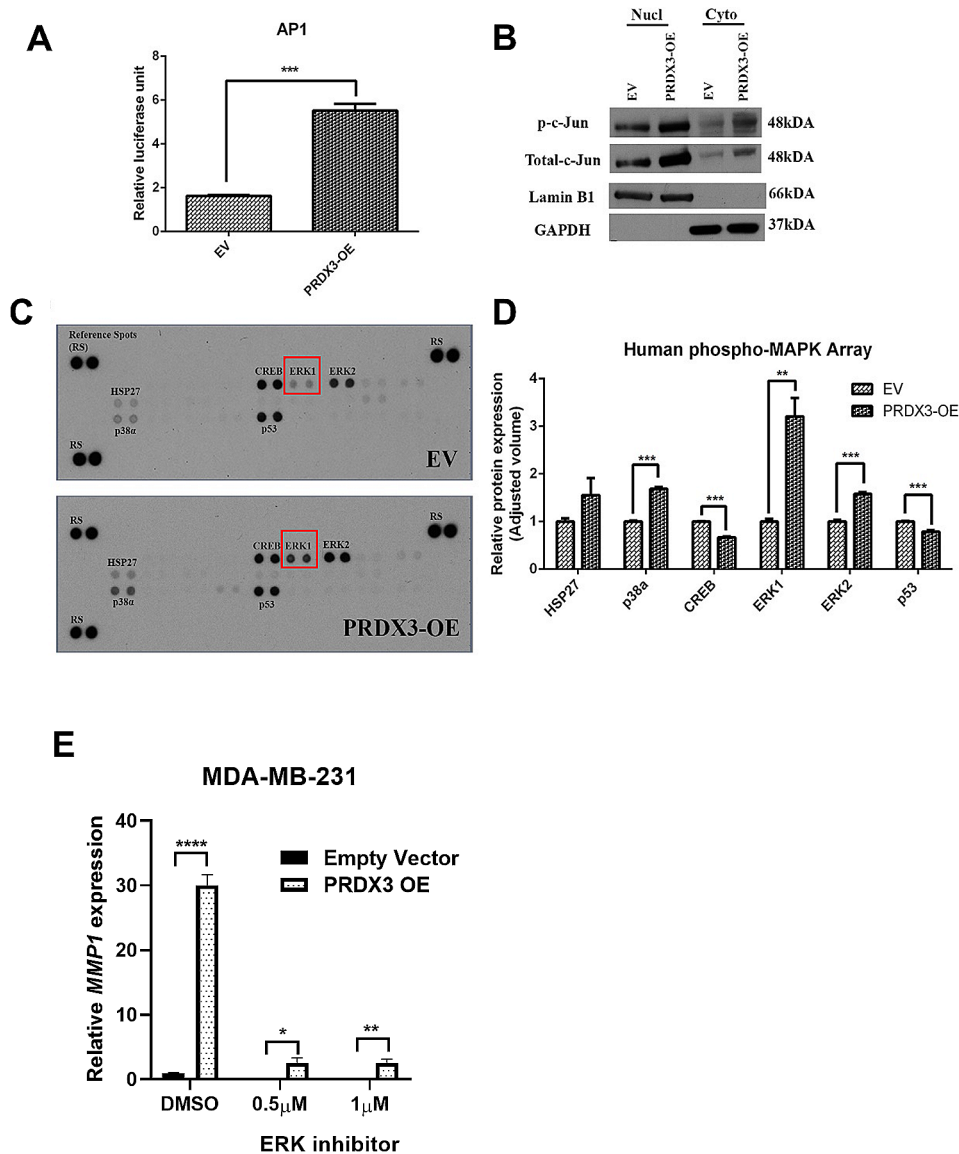 A
AP1
Relative luciferase unit
8
6
4
2
0
***
EV
PRDX3-OE
B
Nucl Cyto
EV PRDX3-OE EV PRDX3-OE
p-c-Jun 48kDA
Total-c-Jun 48kDA
Lamin B1 66kDA
GAPDH 37kDA
C
Reference Spots
(RS)
RS
CREB ERK1 ERK2
HSP27
p38α
p53
RS
EV
RS
RS
CREB ERK1 ERK2
HSP27
p38α
p53
RS
PRDX3-OE
D
Human phospho-MAPK Array
Relative protein expression
(Adjusted volume)
4
3
2
1
0
EV
PRDX3-OE
*** *** ** *** ***
HSP27 p38a CREB ERK1 ERK2 p53
E
MDA-MB-231
Relative MMP1 expression
40
30
20
10
0
Empty Vector
PRDX3 OE
**** * **
DMSO 0.5μM 1μM
ERK inhibitor